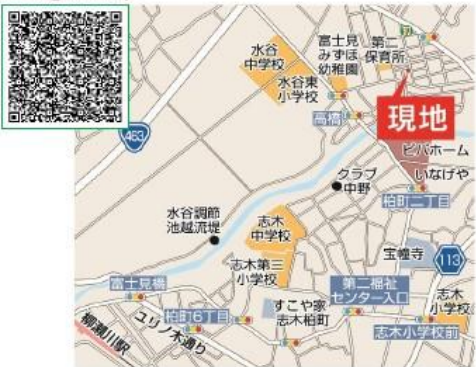 水谷
中学校
富士見
みずほ
幼稚園
第二
保育所
水谷東
小学校
高橋
現地
463
ビバホーム
いなげや
クラブ
中野
柏町二丁目
水谷調節
池越流堤
志木
中学校
宝幢寺
113
志木第三
小学校
富士見橋
第二福祉
センター入口
志木
小学校
すこや家
志木柏町
柏町6丁目
ユリノ木通り
志木小学校前
柳瀬川駅